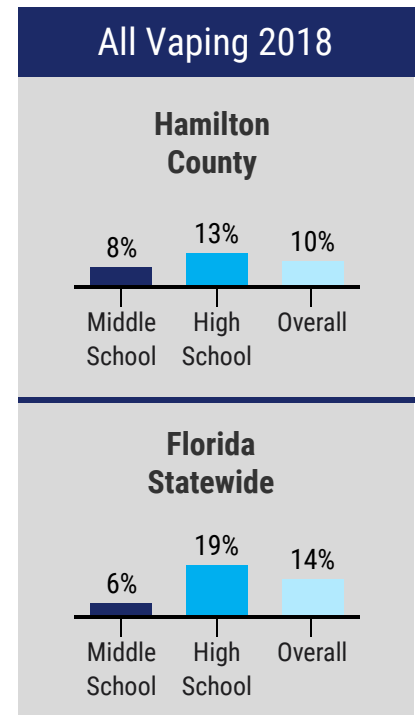 All Vaping 2018
Hamilton
County
8%
13%
10%
Middle
School
High
School
Overall
Florida
Statewide
6%
19%
14%
Middle
School
High
School
Overall